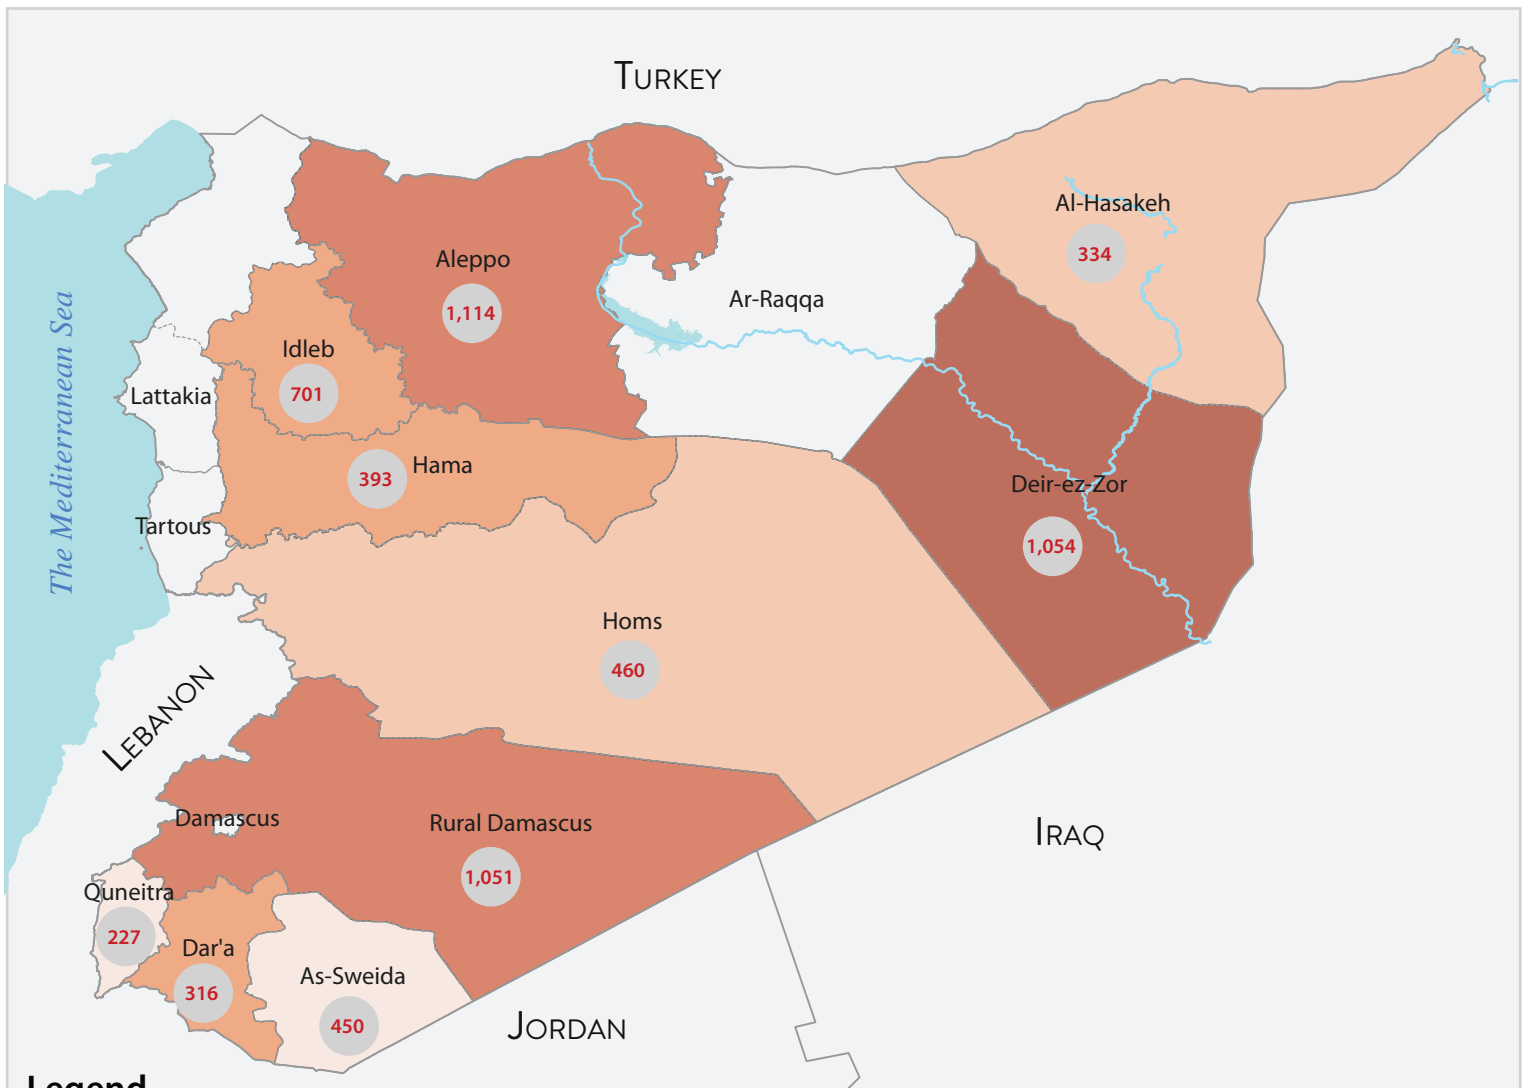 TURKEY
Al-Hasakeh
334
Aleppo
1,114
Ar-Raqqa
The Mediterranean Sea
Idleb
701
Lattakia
Hama
393
Deir-ez-Zor
1,054
Tartous
Homs
460
LEBANON
Damascus
Rural Damascus
1,051
IRAQ
Quneitra
227
Dar'a
316
As-Sweida
450
JORDAN
Legend